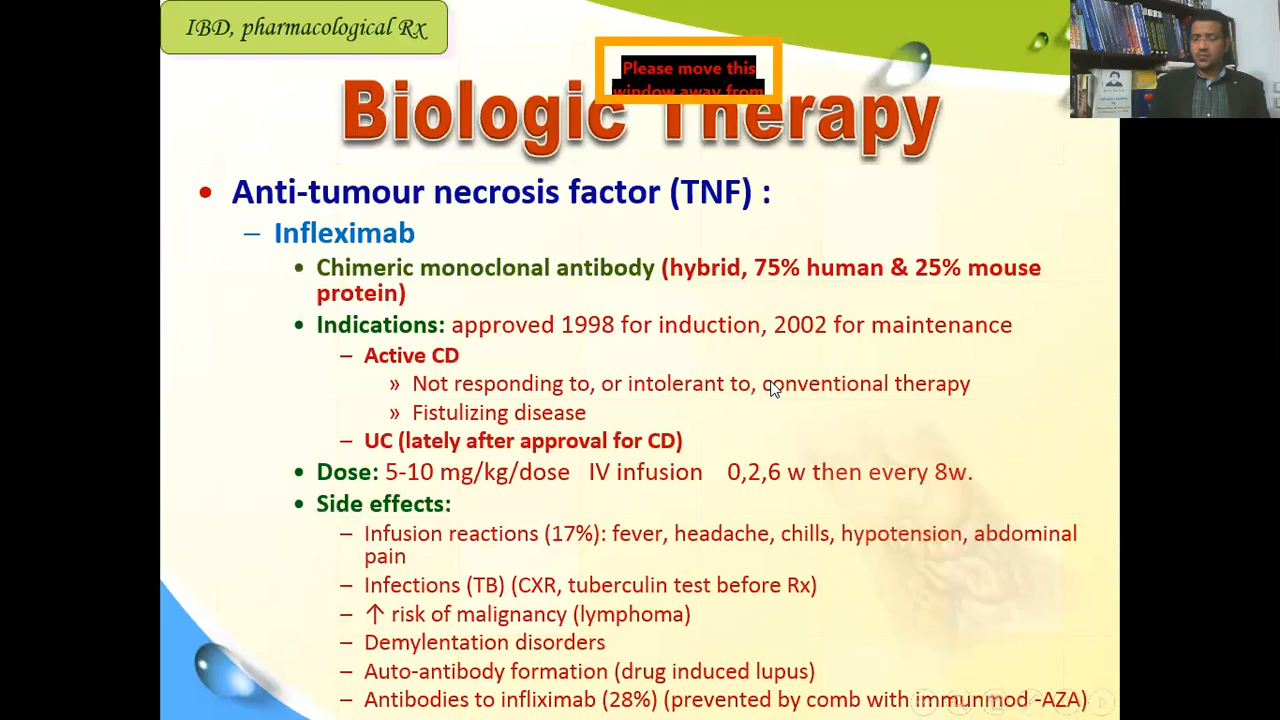 IBD, pharmacological Rx
Please move this
window away from
Biologic Therapy
• Anti-tumour necrosis factor (TNF) :
– Infleximab
• Chimeric monoclonal antibody (hybrid, 75% human & 25% mouse
protein)
• Indications: approved 1998 for induction, 2002 for maintenance
– Active CD
» Not responding to, or intolerant to, conventional therapy
» Fistulizing disease
– UC (lately after approval for CD)
• Dose: 5-10 mg/kg/dose IV infusion 0,2,6 w then every 8w.
• Side effects:
– Infusion reactions (17%): fever, headache, chills, hypotension, abdominal
pain
– Infections (TB) (CXR, tuberculin test before Rx)
– ↑ risk of malignancy (lymphoma)
– Demylentation disorders
– Auto-antibody formation (drug induced lupus)
– Antibodies to infliximab (28%) (prevented by comb with immunmod -AZA)